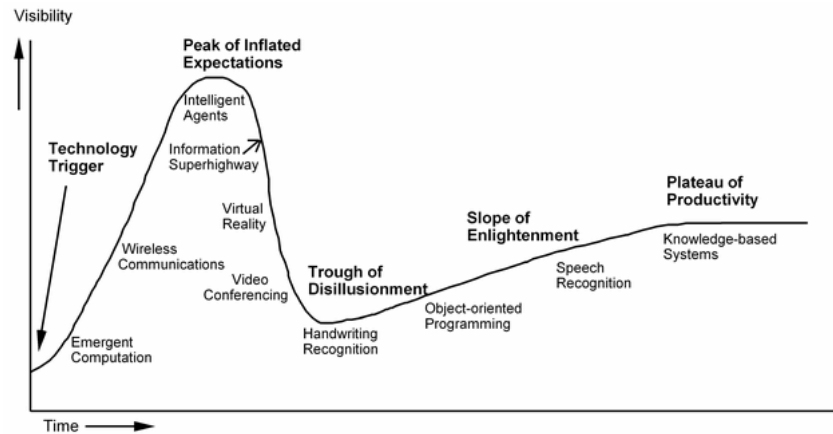 Visibility
Peak of Inflated
Expectations
Intelligent
Agents
Information
Superhighway
Technology
Trigger
Virtual
Reality
Wireless
Communications
Video
Conferencing
Emergent
Computation
Trough of
Disillusionment
Handwriting
Recognition
Slope of
Enlightenment
Object-oriented
Programming
Speech
Recognition
Plateau of
Productivity
Knowledge-based
Systems
Time